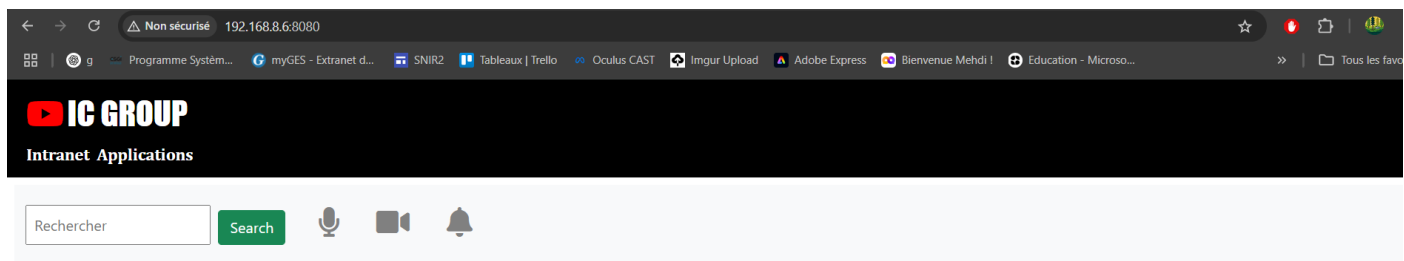 Non sécurisé 192.168.8.6:8080
g Programme Systèm... myGES - Extranet d... SNIR2 Tableaux | Trello Oculus CAST Imgur Upload Adobe Express Bienvenue Mehdi ! Education - Microso... » Tous les favo
IC GROUP
Intranet Applications
Rechercher Search